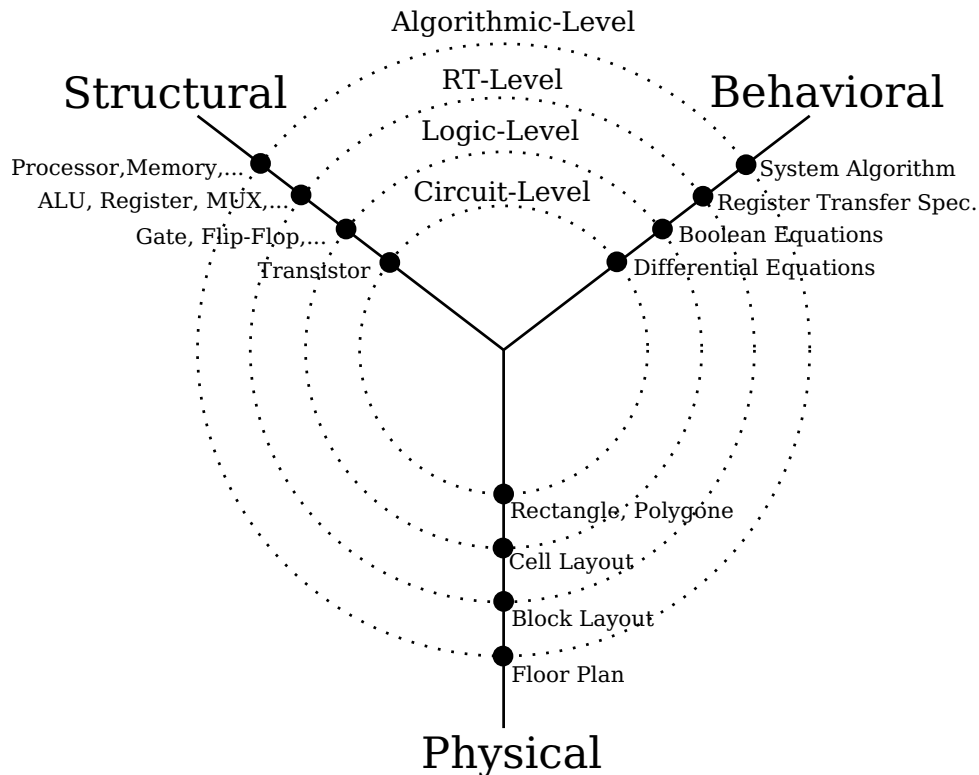 Algorithmic-Level
Structural
RT-Level
Behavioral
Logic-Level
Processor,Memory,...
System Algorithm
Circuit-Level
ALU, Register, MUX,...
Register Transfer Spec.
Gate, Flip-Flop,...
Boolean Equations
Transistor
Differential Equations
Rectangle, Polygone
Cell Layout
Block Layout
Floor Plan
Physical